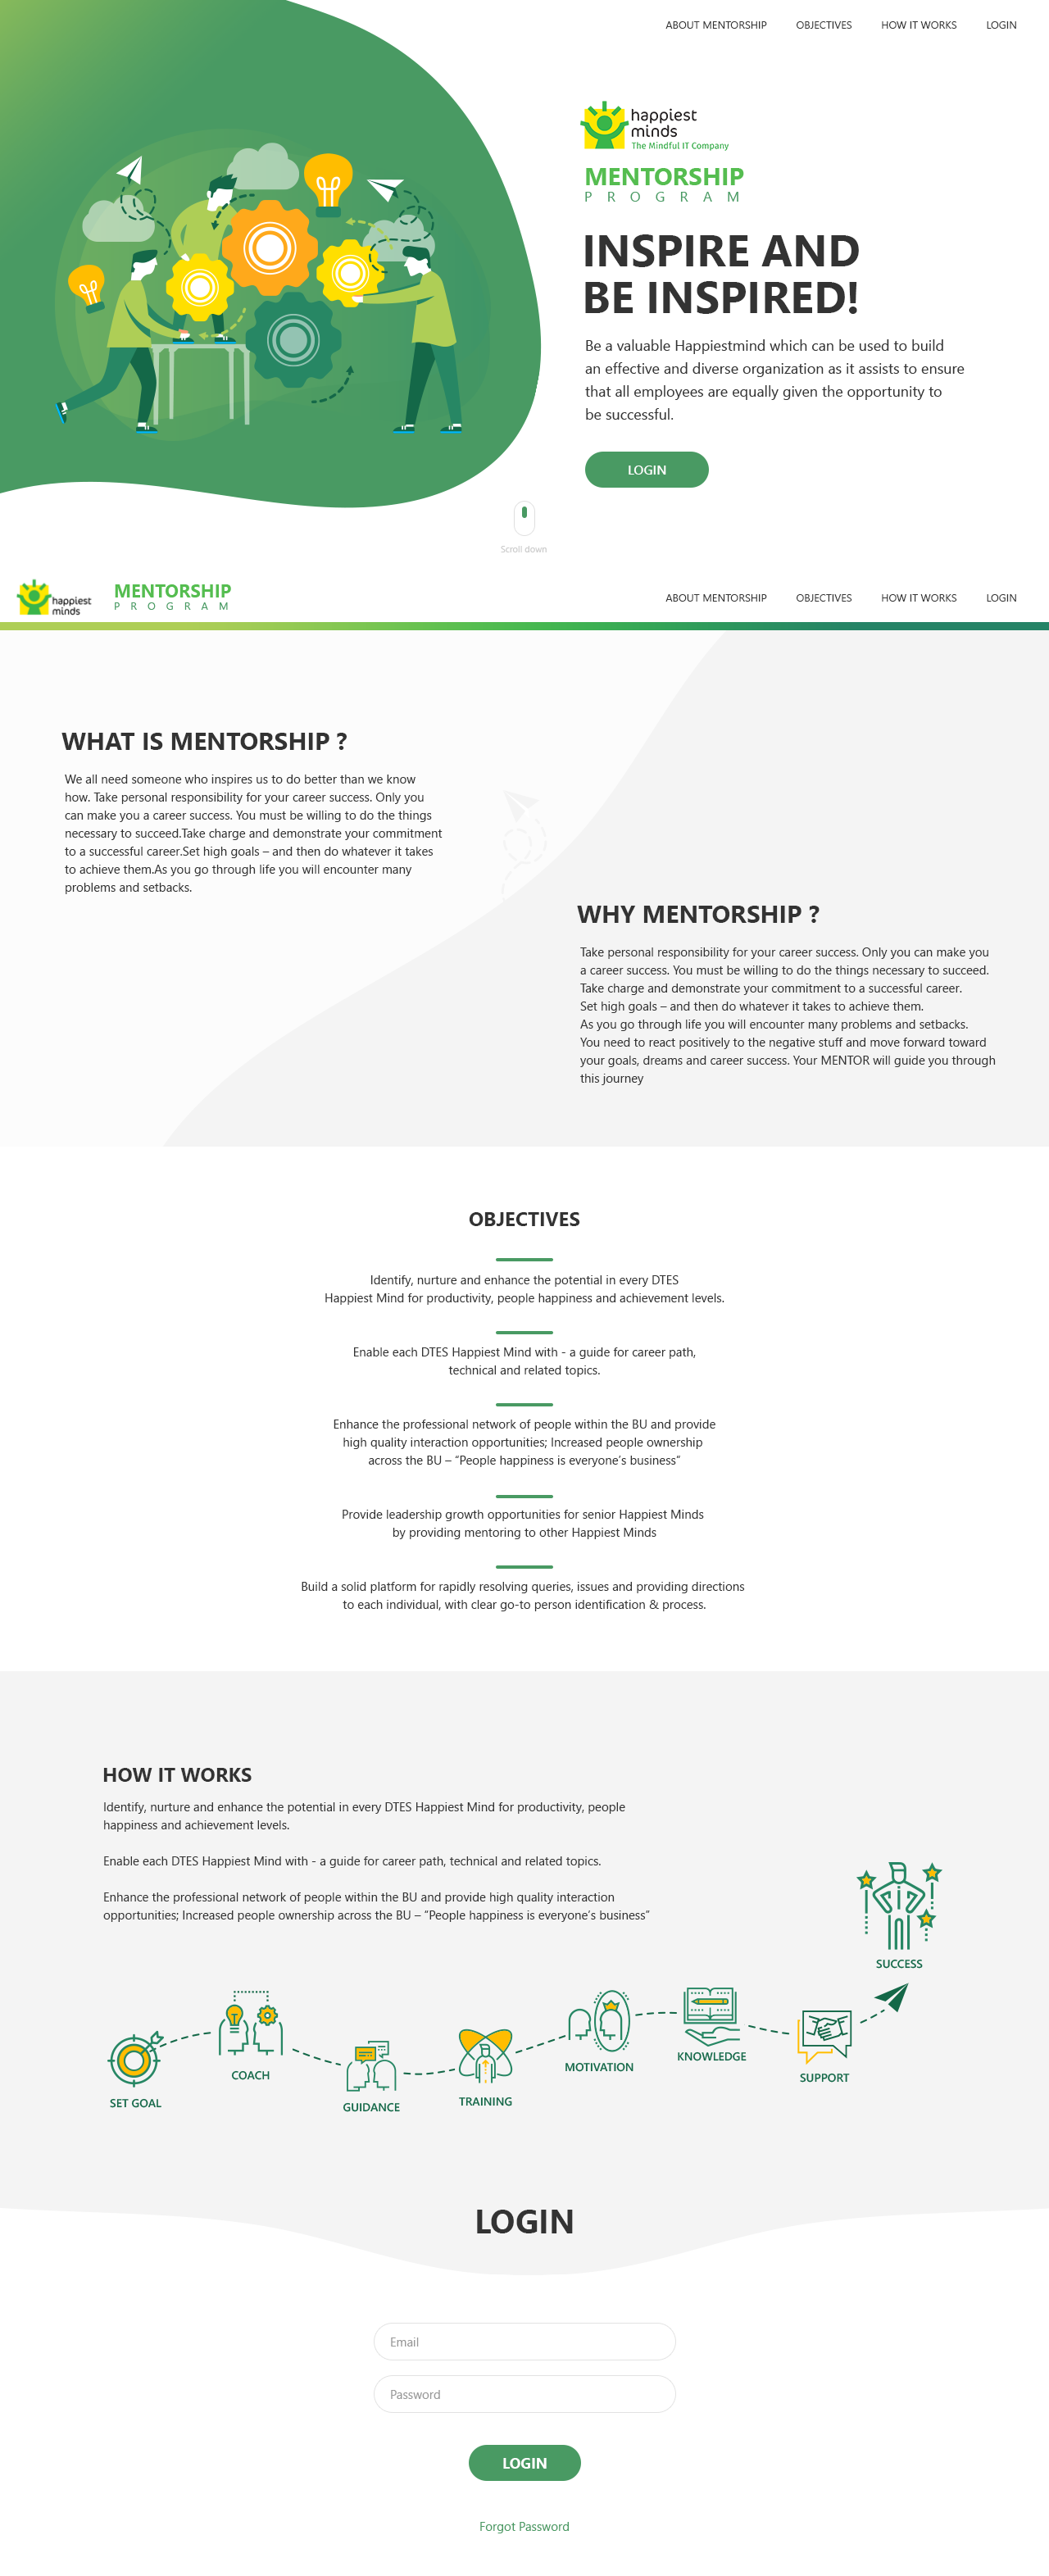 ABOUT MENTORSHIP OBJECTIVES HOW IT WORKS LOGIN
happiest
minds
The Mindful IT Company
MENTORSHIP
PROGRAM
INSPIRE AND
BE INSPIRED!
Be a valuable Happiestmind which can be used to build
an effective and diverse organization as it assists to ensure
that all employees are equally given the opportunity to
be successful.
LOGIN
Scroll down
happiest
minds
MENTORSHIP
PROGRAM
ABOUT MENTORSHIP OBJECTIVES HOW IT WORKS LOGIN
WHAT IS MENTORSHIP ?
We all need someone who inspires us to do better than we know
how. Take personal responsibility for your career success. Only you
can make you a career success. You must be willing to do the things
necessary to succeed.Take charge and demonstrate your commitment
to a successful career.Set high goals – and then do whatever it takes
to achieve them.As you go through life you will encounter many
problems and setbacks.
WHY MENTORSHIP ?
Take personal responsibility for your career success. Only you can make you
a career success. You must be willing to do the things necessary to succeed.
Take charge and demonstrate your commitment to a successful career.
Set high goals – and then do whatever it takes to achieve them.
As you go through life you will encounter many problems and setbacks.
You need to react positively to the negative stuff and move forward toward
your goals, dreams and career success. Your MENTOR will guide you through
this journey
OBJECTIVES
Identify, nurture and enhance the potential in every DTES
Happiest Mind for productivity, people happiness and achievement levels.
Enable each DTES Happiest Mind with - a guide for career path,
technical and related topics.
Enhance the professional network of people within the BU and provide
high quality interaction opportunities; Increased people ownership
across the BU – “People happiness is everyone’s business”
Provide leadership growth opportunities for senior Happiest Minds
by providing mentoring to other Happiest Minds
Build a solid platform for rapidly resolving queries, issues and providing directions
to each individual, with clear go-to person identification & process.
HOW IT WORKS
Identify, nurture and enhance the potential in every DTES Happiest Mind for productivity, people
happiness and achievement levels.
Enable each DTES Happiest Mind with - a guide for career path, technical and related topics.
Enhance the professional network of people within the BU and provide high quality interaction
opportunities; Increased people ownership across the BU – “People happiness is everyone’s business”
SET GOAL
COACH
GUIDANCE
TRAINING
MOTIVATION
KNOWLEDGE
SUPPORT
SUCCESS
LOGIN
Email
Password
LOGIN
Forgot Password